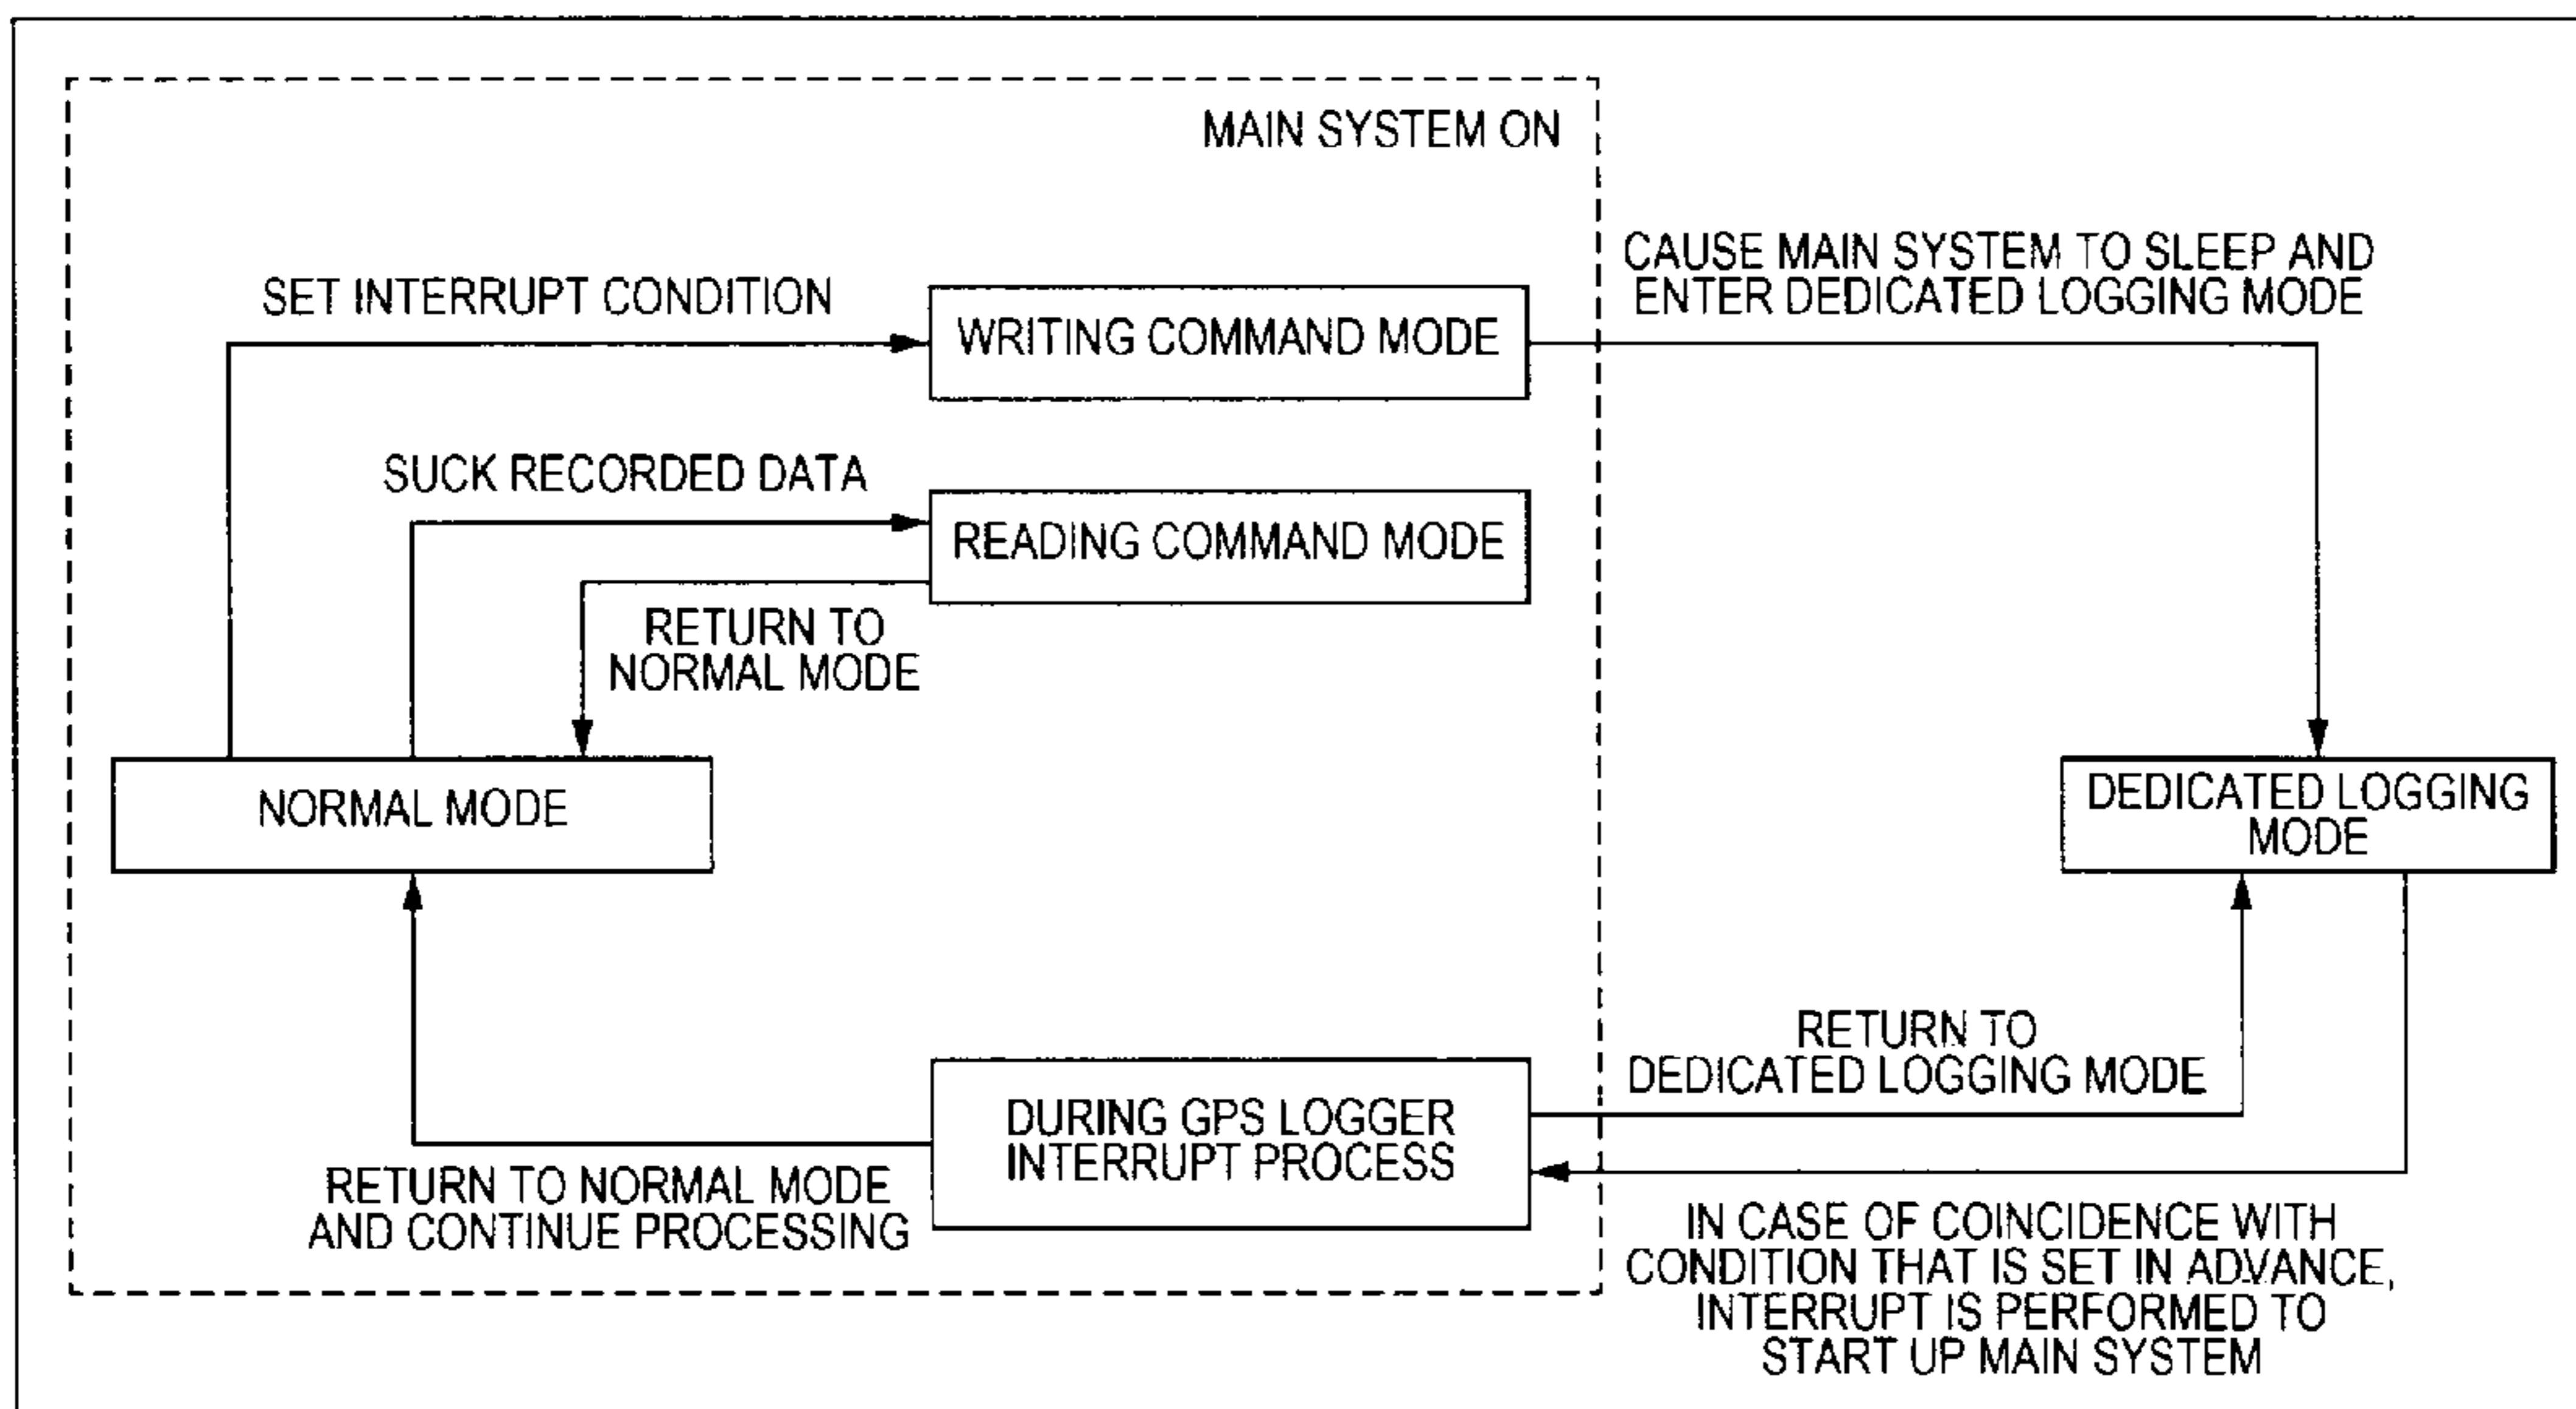 MAIN SYSTEM ON
SET INTERRUPT CONDITION
WRITING COMMAND MODE
CAUSE MAIN SYSTEM TO SLEEP AND
ENTER DEDICATED LOGGING MODE
SUCK RECORDED DATA
READING COMMAND MODE
RETURN TO
NORMAL MODE
NORMAL MODE
DEDICATED LOGGING
MODE
RETURN TO
DEDICATED LOGGING MODE
DURING GPS LOGGER
INTERRUPT PROCESS
RETURN TO NORMAL MODE
AND CONTINUE PROCESSING
IN CASE OF COINCIDENCE WITH
CONDITION THAT IS SET IN ADVANCE,
INTERRUPT IS PERFORMED TO
START UP MAIN SYSTEM